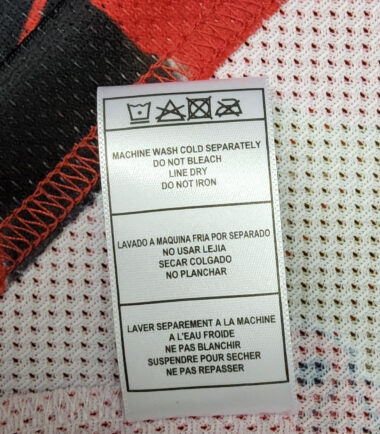 MACHINE WASH COLD SEPARATELY
DO NOT BLEACH
LINE DRY
DO NOT IRON
LAVADO A MAQUINA FRIA POR SEPARADO
NO USAR LEJIA
SECAR COLGADO
NO PLANCHAR
LAVER SEPAREMENT A LA MACHINE
A L'EAU FROIDE
NE PAS BLANCHIR
SUSPENDRE POUR SECHER
NE PAS REPASSER